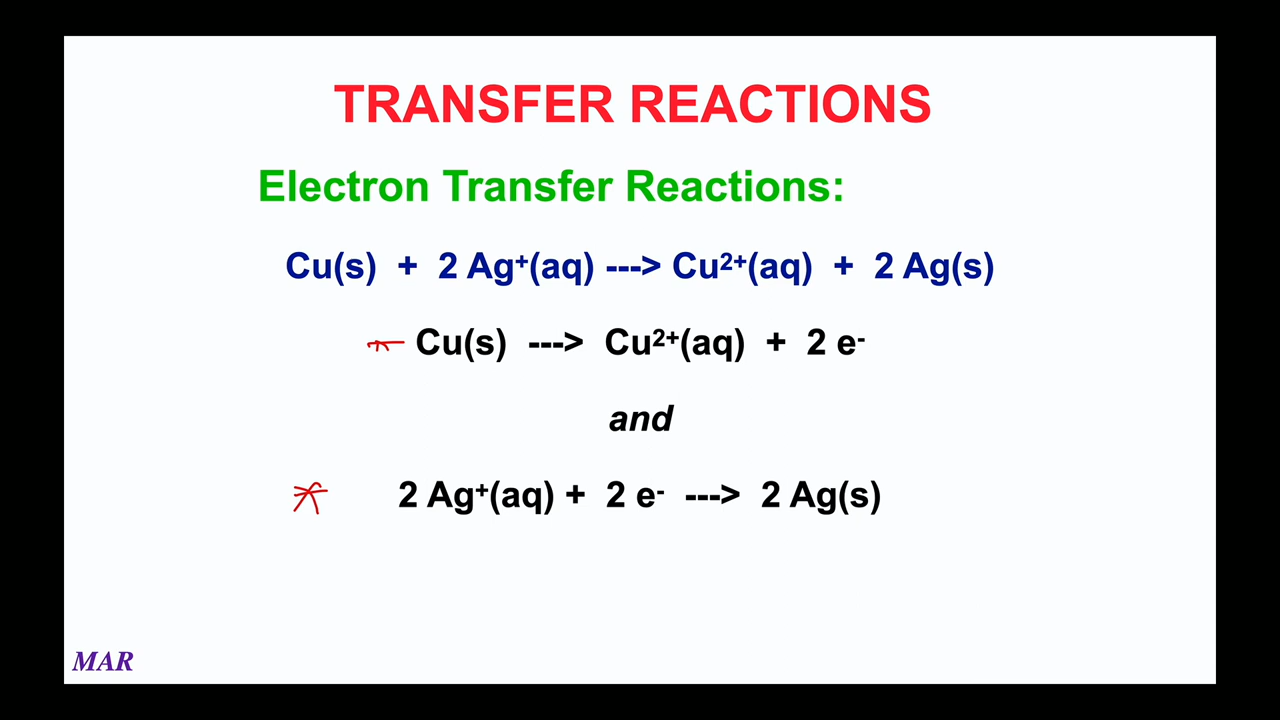 TRANSFER REACTIONS
Electron Transfer Reactions:
Cu(s) + 2 Ag⁺(aq) ---> Cu²⁺(aq) + 2 Ag(s)
Cu(s) ---> Cu²⁺(aq) + 2 e⁻
and
2 Ag⁺(aq) + 2 e⁻ ---> 2 Ag(s)
MAR